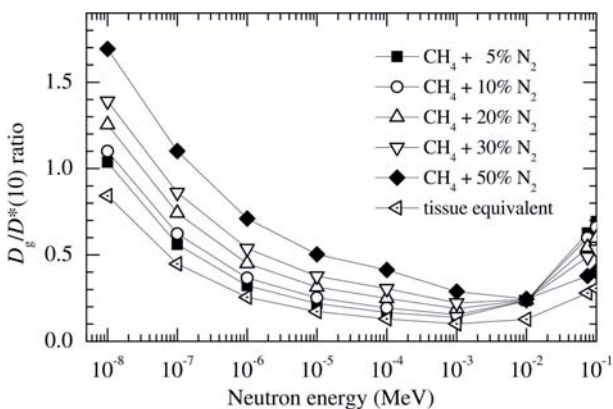 CH₄ + 5% N₂
CH₄ + 10% N₂
CH₄ + 20% N₂
CH₄ + 30% N₂
CH₄ + 50% N₂
tissue equivalent
D_g/D*(10) ratio
1.5
1.0
0.5
0.0
10⁻⁸ 10⁻⁷ 10⁻⁶ 10⁻⁵ 10⁻⁴ 10⁻³ 10⁻² 10⁻¹
Neutron energy (MeV)